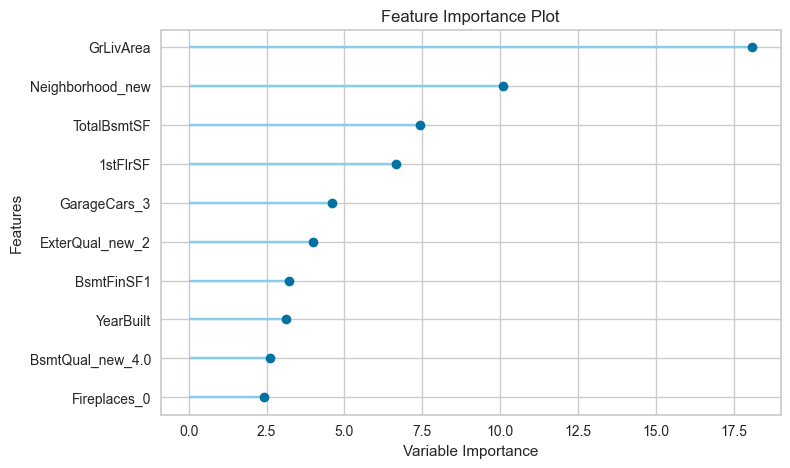 Feature Importance Plot
Features
GrLivArea
Neighborhood_new
TotalBsmtSF
1stFlrSF
GarageCars_3
ExterQual_new_2
BsmtFinSF1
YearBuilt
BsmtQual_new_4.0
Fireplaces_0
0.0 2.5 5.0 7.5 10.0 12.5 15.0 17.5
Variable Importance